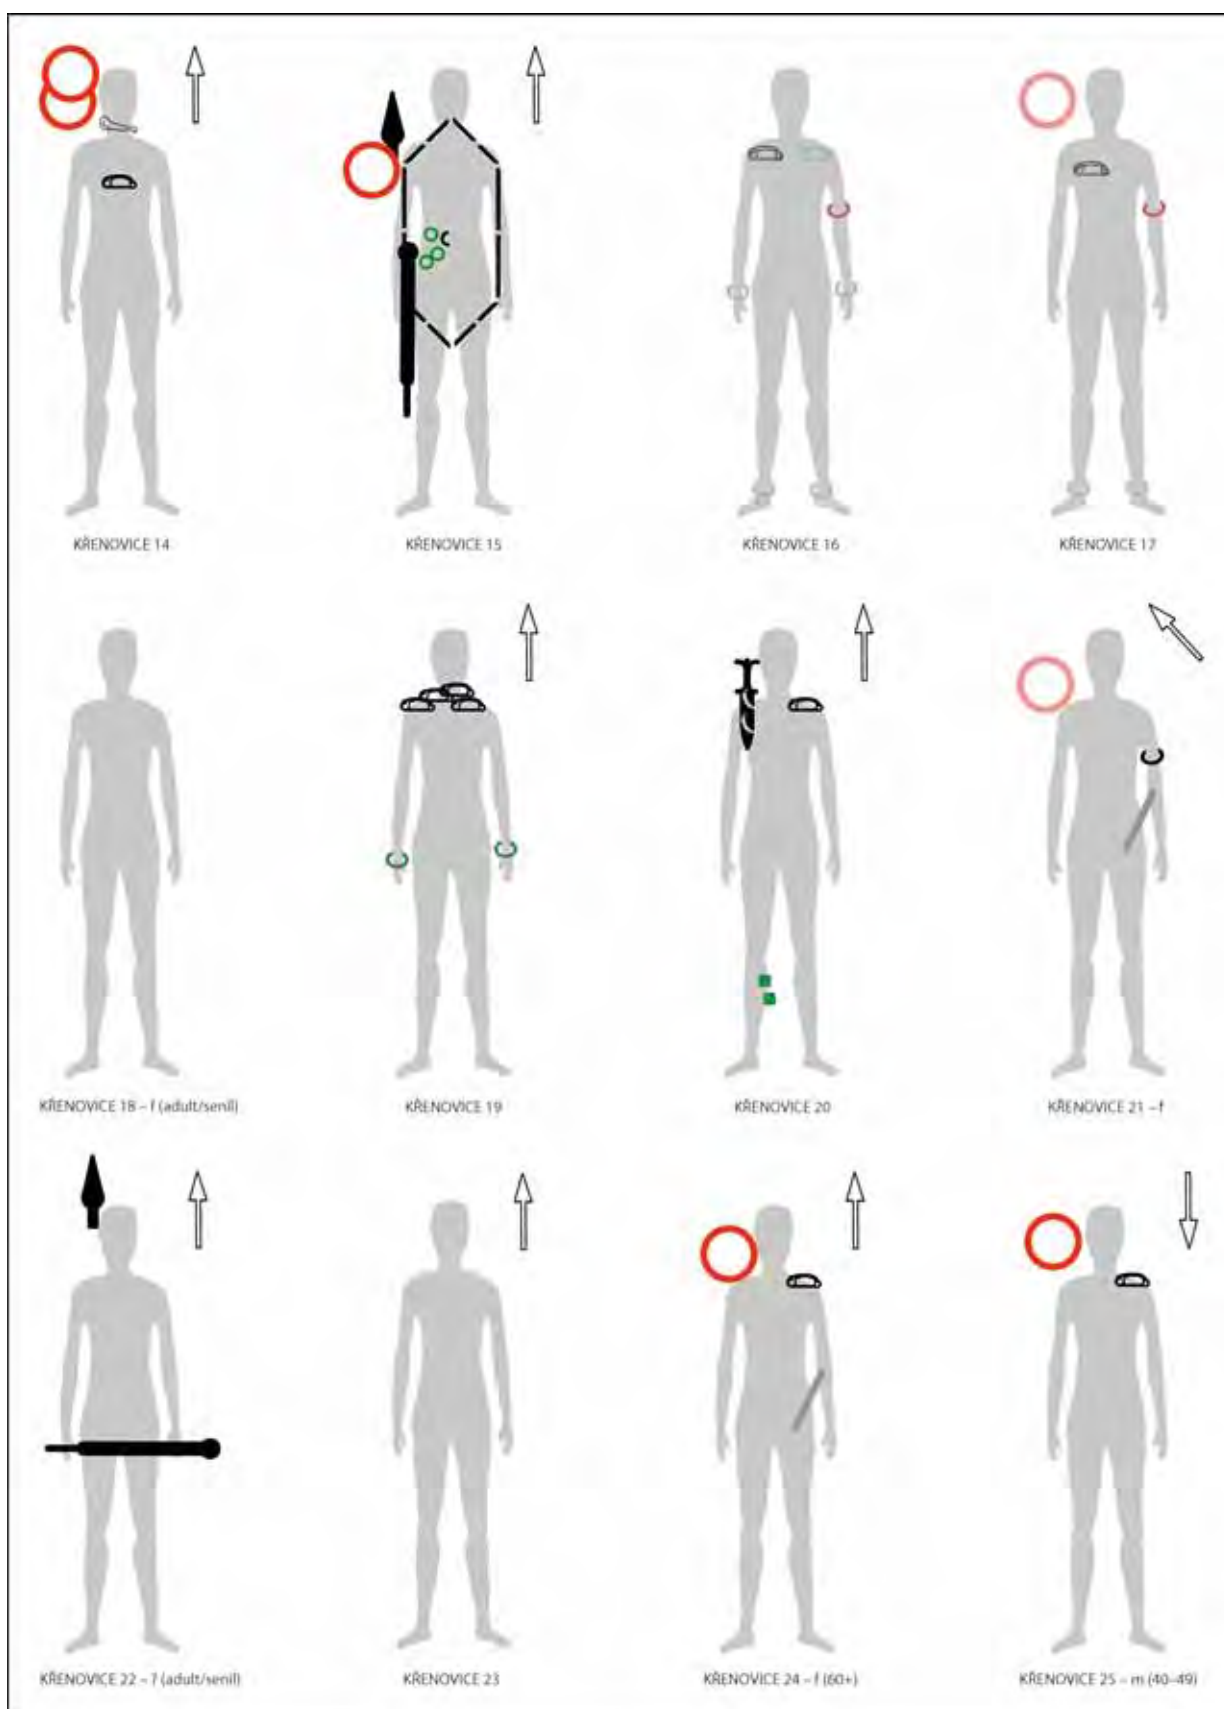 KŘENOVICE 14
KŘENOVICE 15
KŘENOVICE 16
KŘENOVICE 17
KŘENOVICE 18 – f (adult/senil)
KŘENOVICE 19
KŘENOVICE 20
KŘENOVICE 21 – f
KŘENOVICE 22 – ? (adult/senil)
KŘENOVICE 23
KŘENOVICE 24 – f (60+)
KŘENOVICE 25 – m (40–49)